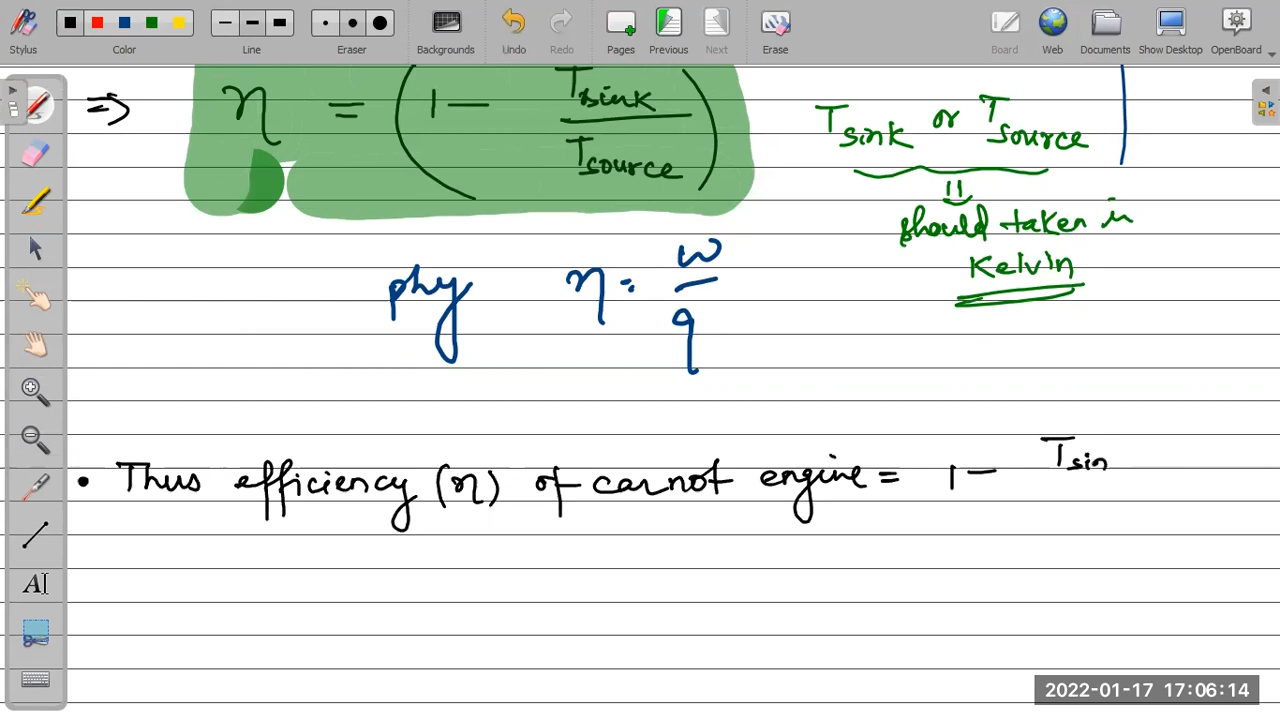 Stylus Color Line Eraser Backgrounds Undo Redo Pages Previous Next Erase Board Web Documents Show Desktop OpenBoard
⇒ η = (1 - Tsink / Tsource)
Tsink or Tsource
=
should taken in
Kelvin
phy η = w / q
• Thus efficiency (η) of carnot engine = 1 - Tsin
2022-01-17 17:06:14